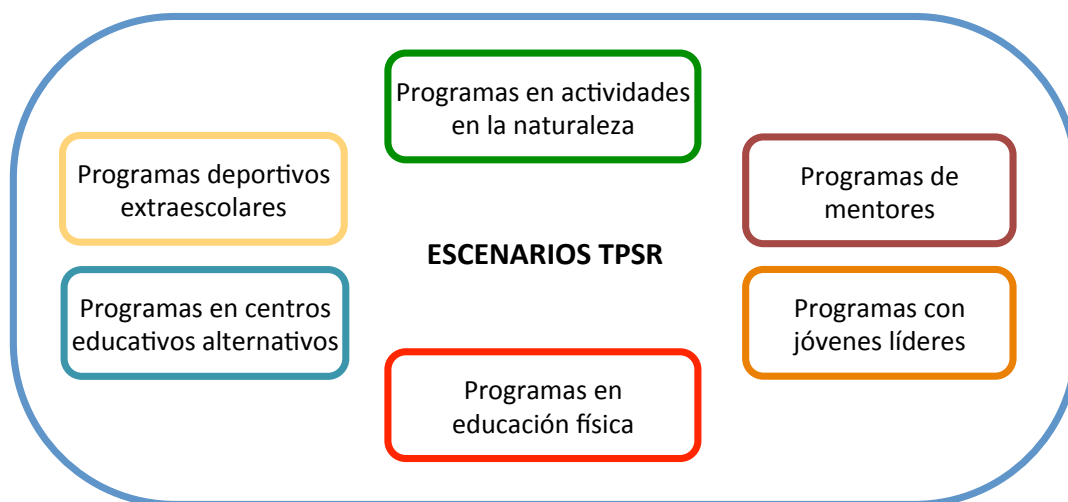 Programas en actividades
en la naturaleza
Programas deportivos
extraescolares
Programas de
mentores
ESCENARIOS TPSR
Programas en centros
educativos alternativos
Programas con
jóvenes líderes
Programas en
educación física